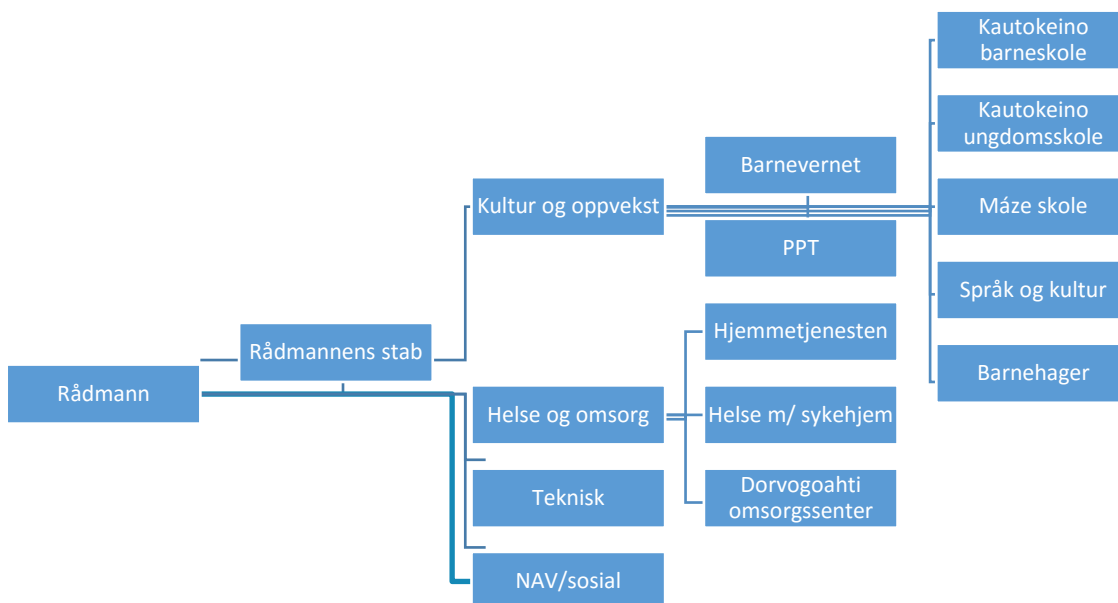 Rådmann
Rådmannens stab
Kultur og oppvekst
Barnevernet
PPT
Kautokeino
barneskole
Kautokeino
ungdomsskole
Máze skole
Språk og kultur
Barnehager
Helse og omsorg
Hjemmetjenesten
Helse m/ sykehjem
Dorvogoahti
omsorgssenter
Teknisk
NAV/sosial